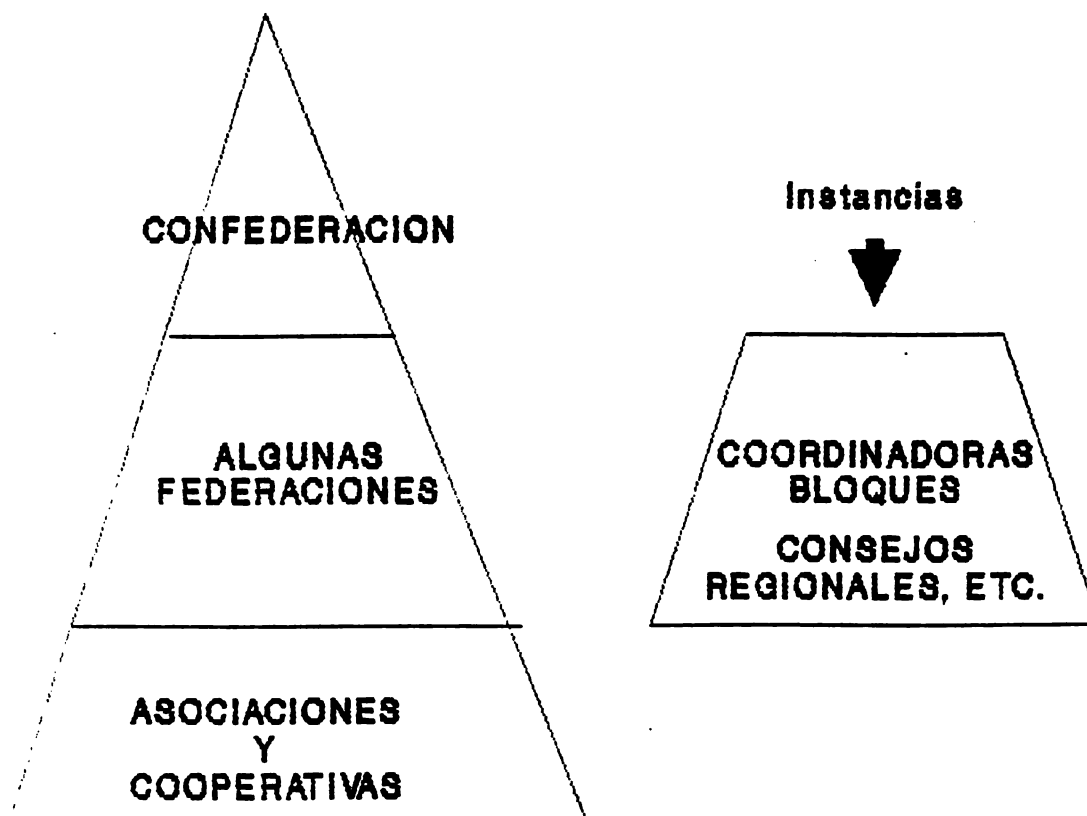 CONFEDERACION
ALGUNAS
FEDERACIONES
ASOCIACIONES
Y
COOPERATIVAS
Instancias
COORDINADORAS
BLOQUES
CONSEJOS
REGIONALES, ETC.